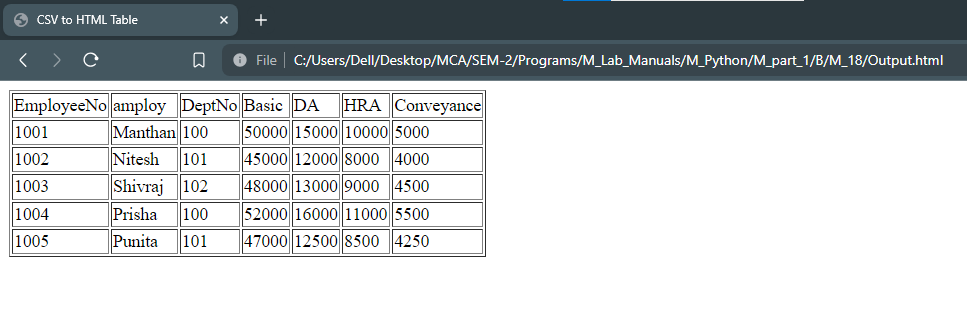 CSV to HTML Table
File C:/Users/Dell/Desktop/MCA/SEM-2/Programs/M_Lab_Manuals/M_Python/M_part_1/B/M_18/Output.html
EmployeeNo amploy DeptNo Basic DA HRA Conveyance
1001 Manthan 100 50000 15000 10000 5000
1002 Nitesh 101 45000 12000 8000 4000
1003 Shivraj 102 48000 13000 9000 4500
1004 Prisha 100 52000 16000 11000 5500
1005 Punita 101 47000 12500 8500 4250